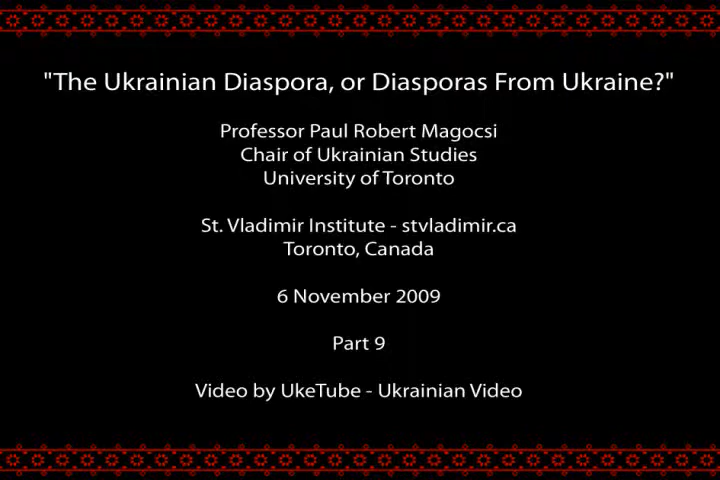 "The Ukrainian Diaspora, or Diasporas From Ukraine?"
Professor Paul Robert Magocsi
Chair of Ukrainian Studies
University of Toronto
St. Vladimir Institute - stvladimir.ca
Toronto, Canada
6 November 2009
Part 9
Video by UkeTube - Ukrainian Video